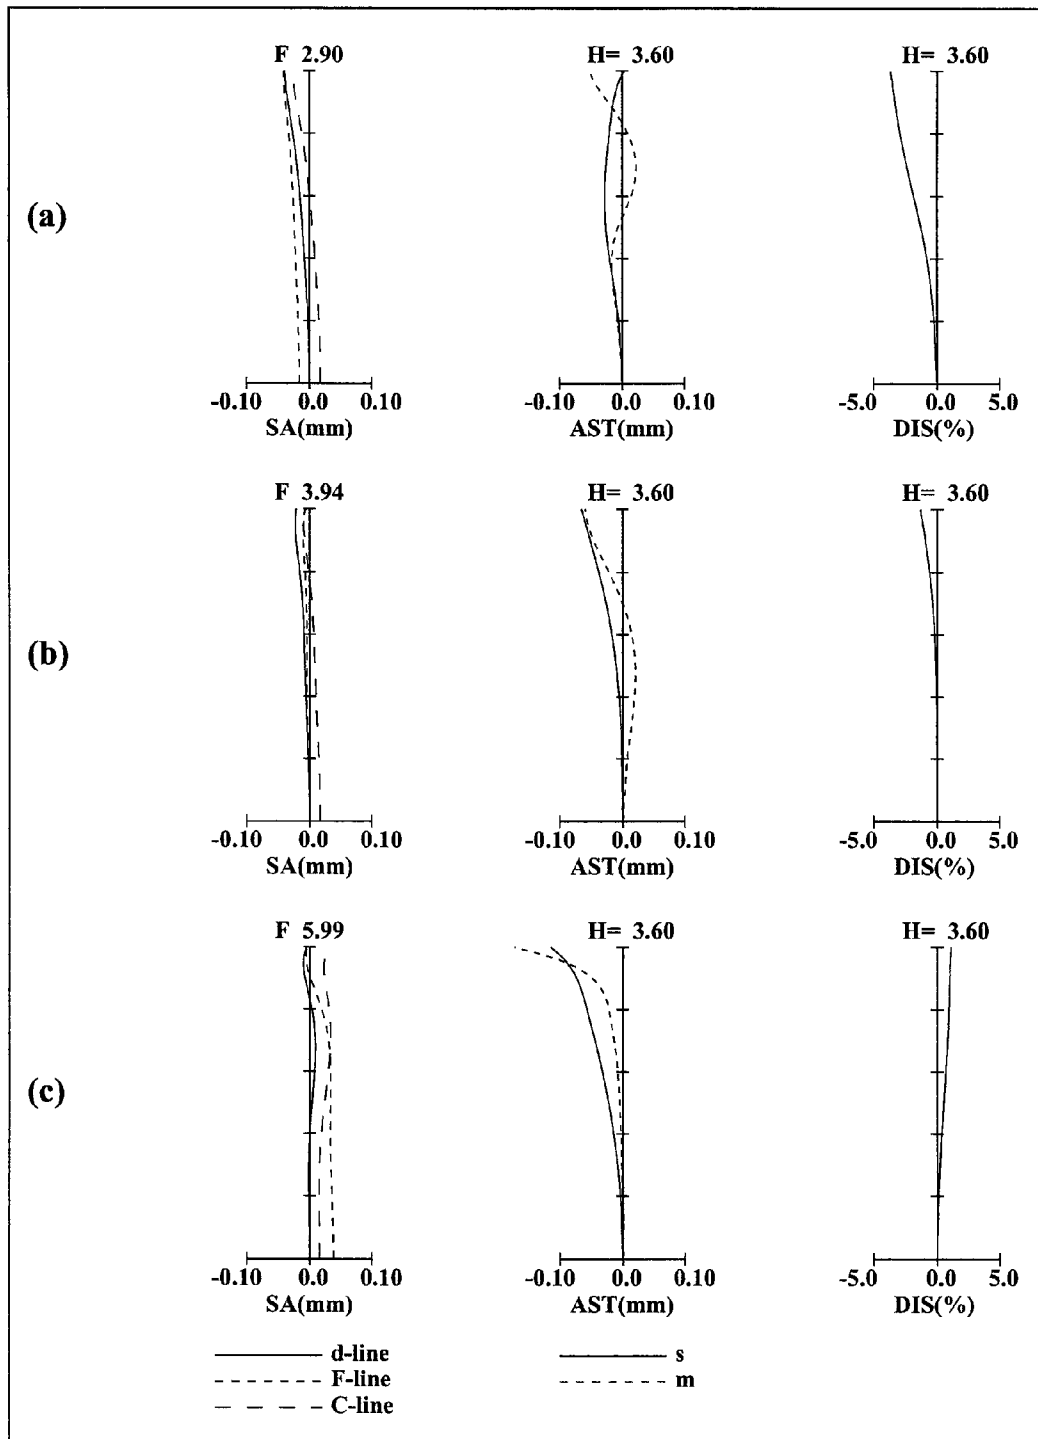 F 2.90 H= 3.60 H= 3.60
(a)
-0.10 0.0 0.10 -0.10 0.0 0.10 -5.0 0.0 5.0
SA(mm) AST(mm) DIS(%)
F 3.94 H= 3.60 H= 3.60
(b)
-0.10 0.0 0.10 -0.10 0.0 0.10 -5.0 0.0 5.0
SA(mm) AST(mm) DIS(%)
F 5.99 H= 3.60 H= 3.60
(c)
-0.10 0.0 0.10 -0.10 0.0 0.10 -5.0 0.0 5.0
SA(mm) AST(mm) DIS(%)
d-line s
F-line m
C-line